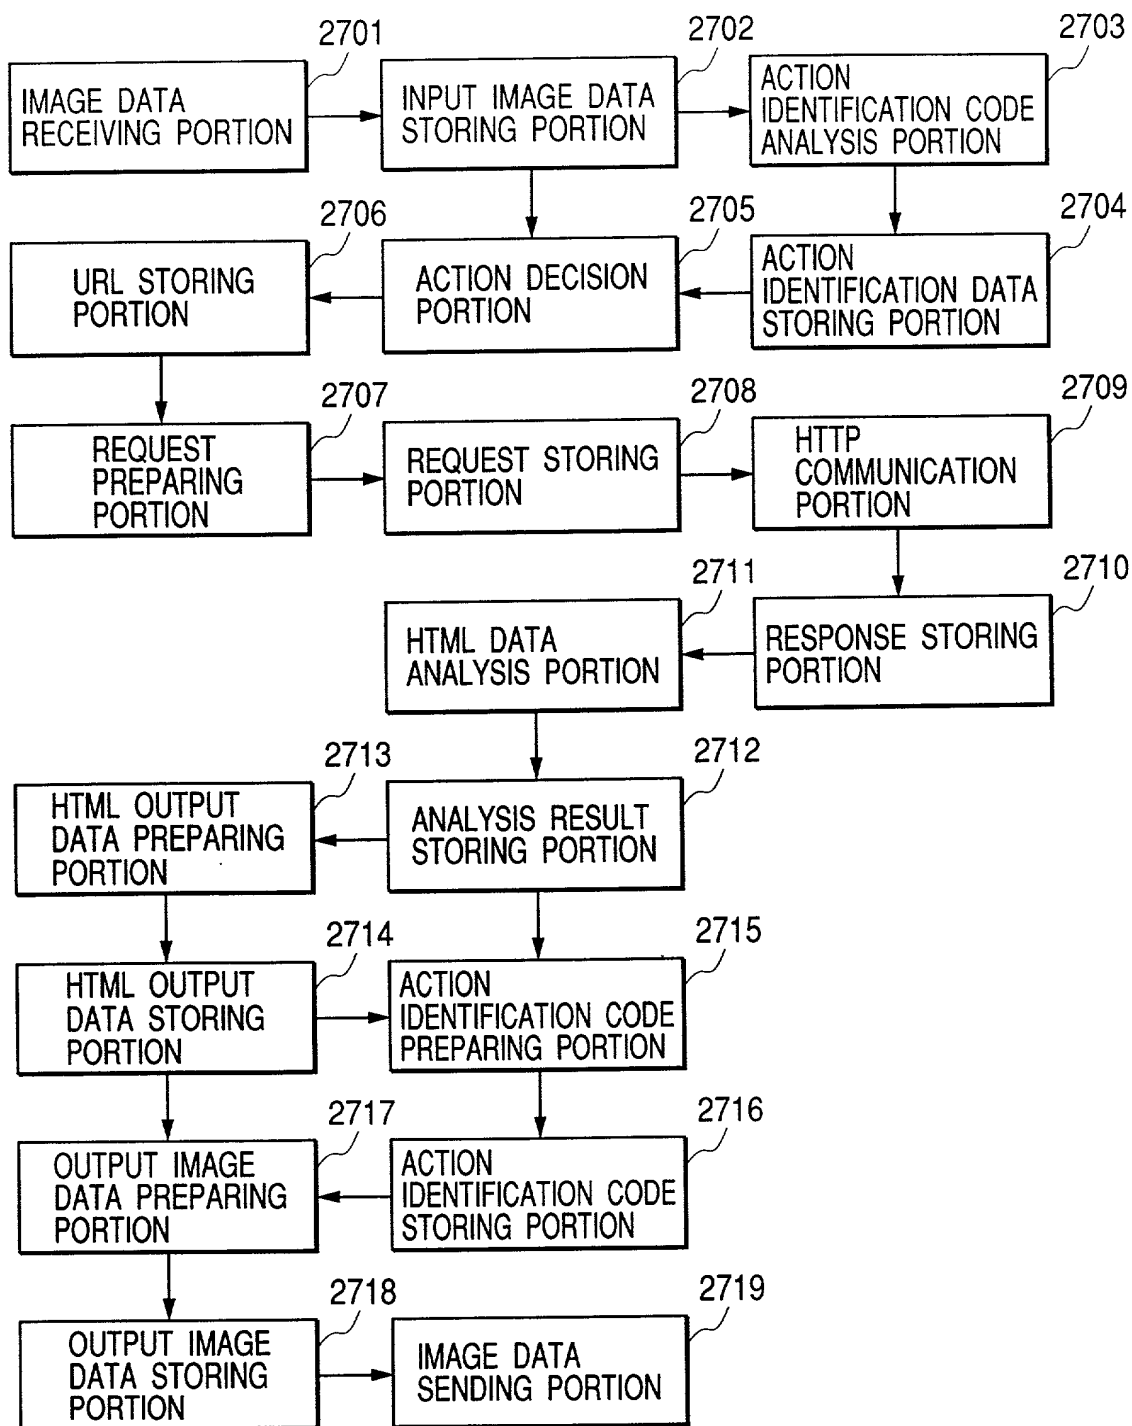 2701
2702
2703
IMAGE DATA
RECEIVING PORTION
INPUT IMAGE DATA
STORING PORTION
ACTION
IDENTIFICATION CODE
ANALYSIS PORTION
2706
2705
2704
URL STORING
PORTION
ACTION DECISION
PORTION
ACTION
IDENTIFICATION DATA
STORING PORTION
2707
2708
2709
REQUEST
PREPARING
PORTION
REQUEST STORING
PORTION
HTTP
COMMUNICATION
PORTION
2711
2710
HTML DATA
ANALYSIS PORTION
RESPONSE STORING
PORTION
2713
2712
HTML OUTPUT
DATA PREPARING
PORTION
ANALYSIS RESULT
STORING PORTION
2714
2715
HTML OUTPUT
DATA STORING
PORTION
ACTION
IDENTIFICATION CODE
PREPARING PORTION
2717
2716
OUTPUT IMAGE
DATA PREPARING
PORTION
ACTION
IDENTIFICATION CODE
STORING PORTION
2718
2719
OUTPUT IMAGE
DATA STORING
PORTION
IMAGE DATA
SENDING PORTION